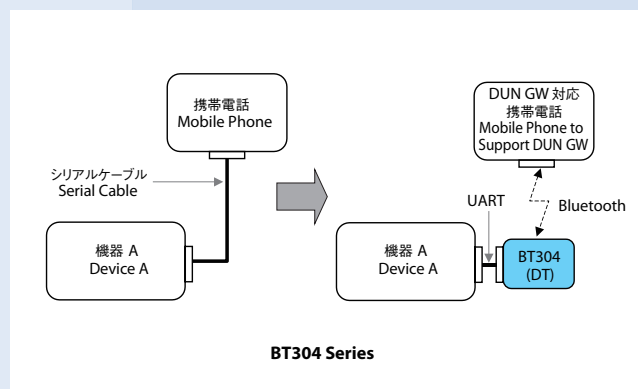 携帯電話
Mobile Phone
シリアルケーブル
Serial Cable
機器 A
Device A
DUN GW 対応
携帯電話
Mobile Phone to
Support DUN GW
UART
Bluetooth
機器 A
Device A
BT304
(DT)
BT304 Series